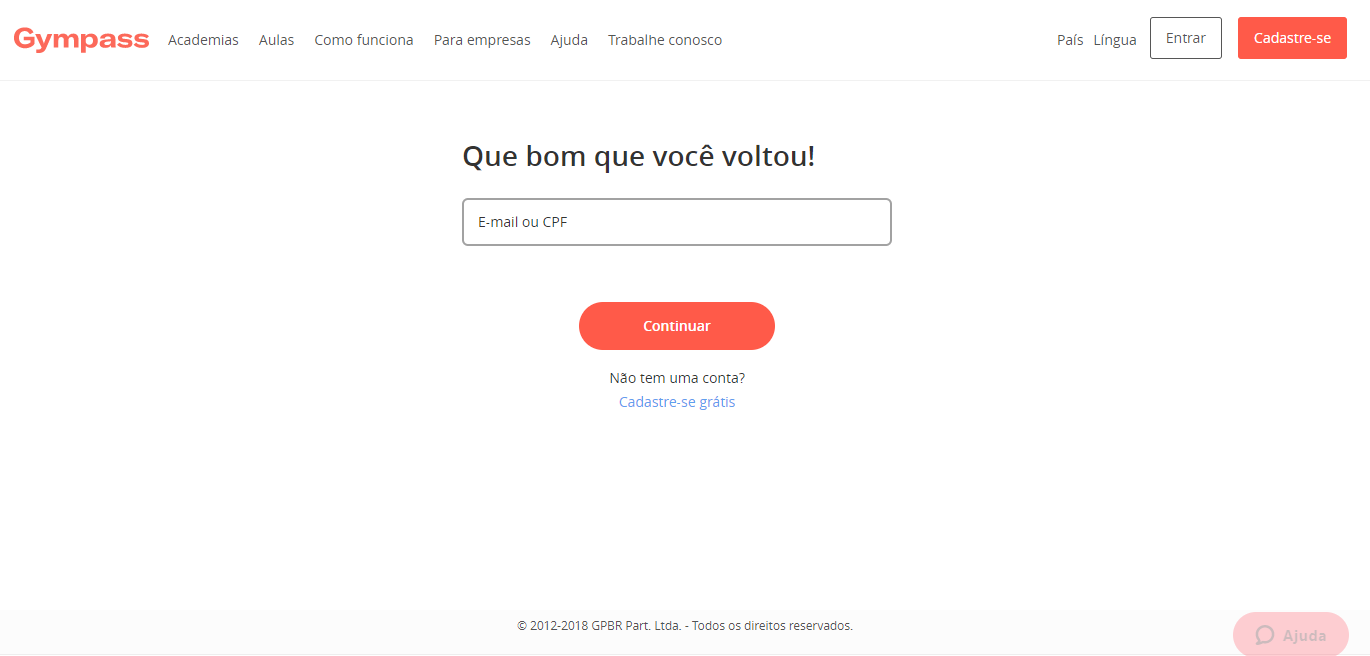 Gympass Academias Aulas Como funciona Para empresas Ajuda Trabalhe conosco País Língua Entrar Cadastre-se
Que bom que você voltou!
E-mail ou CPF
Continuar
Não tem uma conta?
Cadastre-se grátis
© 2012-2018 GPBR Part. Ltda. - Todos os direitos reservados.
Ajuda